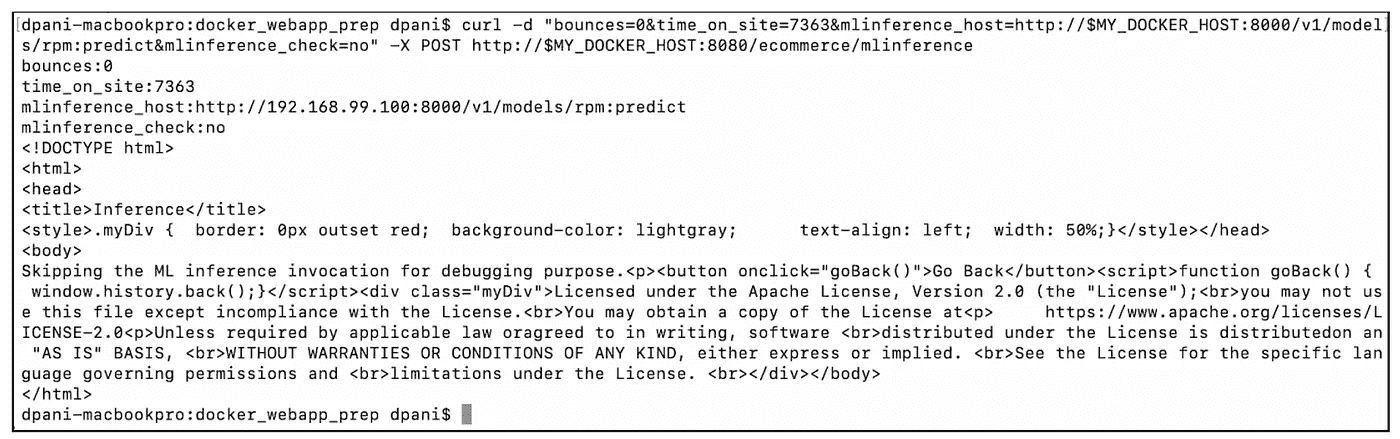 dpani-macbookpro:docker_webapp_prep dpani$ curl -d "bounces=0&time_on_site=7363&mlinference_host=http://$MY_DOCKER_HOST:8000/v1/model
s/rpm:predict&mlinference_check=no" -X POST http://$MY_DOCKER_HOST:8080/ecommerce/mlinference
bounces:0
time_on_site:7363
mlinference_host:http://192.168.99.100:8000/v1/models/rpm:predict
mlinference_check:no
<!DOCTYPE html>
<html>
<head>
<title>Inference</title>
<style>.myDiv {  border: 0px outset red;  background-color: lightgray;      text-align: left;  width: 50%;}</style></head>
<body>
Skipping the ML inference invocation for debugging purpose.<p><button onclick="goBack()">Go Back</button><script>function goBack() {
 window.history.back();}</script><div class="myDiv">Licensed under the Apache License, Version 2.0 (the "License");<br>you may not us
e this file except incompliance with the License.<br>You may obtain a copy of the License at<p>     https://www.apache.org/licenses/L
ICENSE-2.0<p>Unless required by applicable law oragreed to in writing, software <br>distributed under the License is distributedon an
 "AS IS" BASIS, <br>WITHOUT WARRANTIES OR CONDITIONS OF ANY KIND, either express or implied. <br>See the License for the specific lan
guage governing permissions and <br>limitations under the License. <br></div></body>
</html>
dpani-macbookpro:docker_webapp_prep dpani$